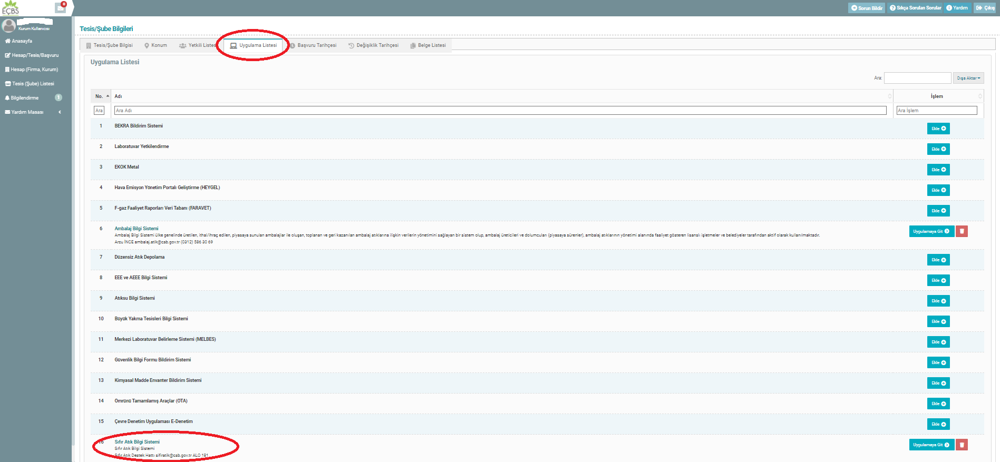 EÇBS
0
Sorun Bildir
Sıkça Sorulan Sorular
Yardım
Çıkış
Kurum Kullanıcısı
Anasayfa
Hesap/Tesis/Başvuru
Hesap (Firma, Kurum)
Tesis (Şube) Listesi
Bilgilendirme 1
Yardım Masası
Tesis/Şube Bilgileri
Tesis/Şube Bilgisi
Konum
Yetkili Listes
Uygulama Listesi
Başvuru Tarihçesi
Değişiklik Tarihçesi
Belge Listesi
Uygulama Listesi
Ara:
Dışa Aktar
No. Adı İşlem
Ara Ara Adı Ara İşlem
1 BEKRA Bildirim Sistemi Ekle
2 Laboratuvar Yetkilendirme Ekle
3 EKOK Metal Ekle
4 Hava Emisyon Yönetim Portalı Geliştirme (HEYGEL) Ekle
5 F-gaz Faaliyet Raporları Veri Tabanı (FARAVET) Ekle
6 Ambalaj Bilgi Sistemi Uygulamaya Git
Ambalaj Bilgi Sistemi ülke genelinde üretilen, ithal/ihraç edilen, piyasaya sunulan ambalajlar ile oluşan, toplanan ve geri kazanılan ambalaj atıklarına ilişkin verilerin yönetimini sağlayan bir sistem olup, ambalaj üreticileri ve dolumcuları (piyasaya sürenler), ambalaj atıklarının yönetimi alanında faaliyet gösteren lisanslı işletmeler ve belediyeler tarafından aktif olarak kullanılmaktadır.
Arzu İNCE ambalaj.atik@csb.gov.tr (0312) 586 30 69
7 Düzensiz Atık Depolama Ekle
8 EEE ve AEEE Bilgi Sistemi Ekle
9 Atıksu Bilgi Sistemi Ekle
10 Büyük Yakma Tesisleri Bilgi Sistemi Ekle
11 Merkezi Laboratuvar Belirleme Sistemi (MELBES) Ekle
12 Güvenlik Bilgi Formu Bildirim Sistemi Ekle
13 Kimyasal Madde Envanter Bildirim Sistemi Ekle
14 Ömrünü Tamamlamış Araçlar (ÖTA) Ekle
15 Çevre Denetim Uygulaması E-Denetim Ekle
16 Sıfır Atık Bilgi Sistemi Uygulamaya Git
Sıfır Atık Bilgi Sistemi
Sıfır Atık Destek Hattı sifiratik@csb.gov.tr ALO 181